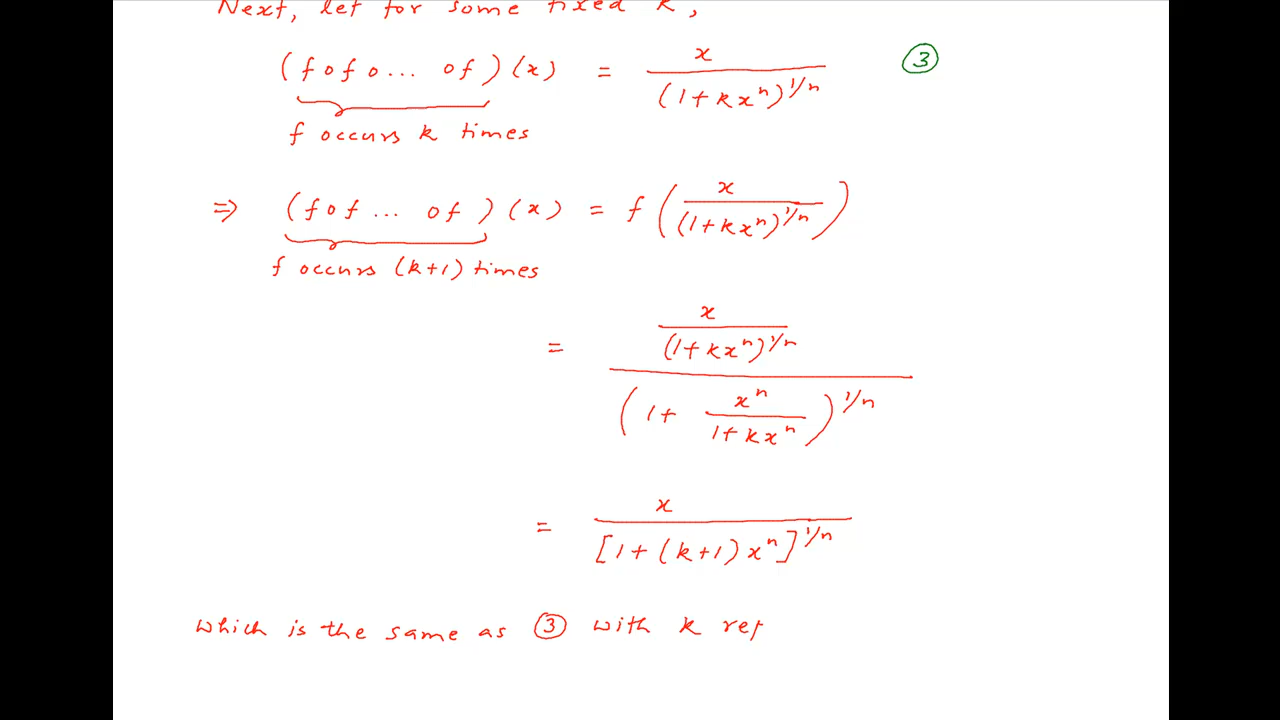 Next, let for some fixed k,
(f o f o ... o f)(x) = x / (1 + kx^n)^{1/n} ③
f occurs k times
⇒ (f o f ... o f)(x) = f( x / (1 + kx^n)^{1/n} )
f occurs (k+1) times
= ( x / (1 + kx^n)^{1/n} ) / ( 1 + x^n / (1 + kx^n) )^{1/n}
= x / [1 + (k+1) x^n]^{1/n}
which is the same as ③ with k rep